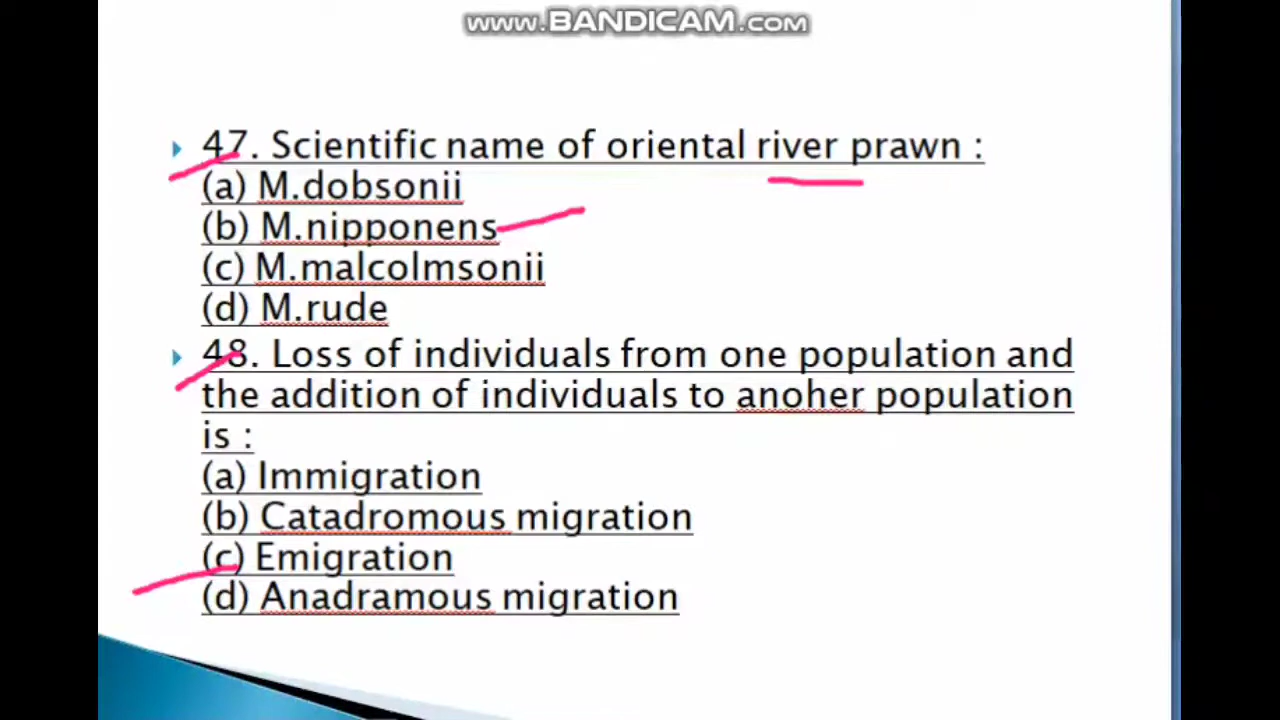 www.BANDICAM.com
47. Scientific name of oriental river prawn :
(a) M.dobsonii
(b) M.nipponens
(c) M.malcolmsonii
(d) M.rude
48. Loss of individuals from one population and
the addition of individuals to anoher population
is :
(a) Immigration
(b) Catadromous migration
(c) Emigration
(d) Anadramous migration